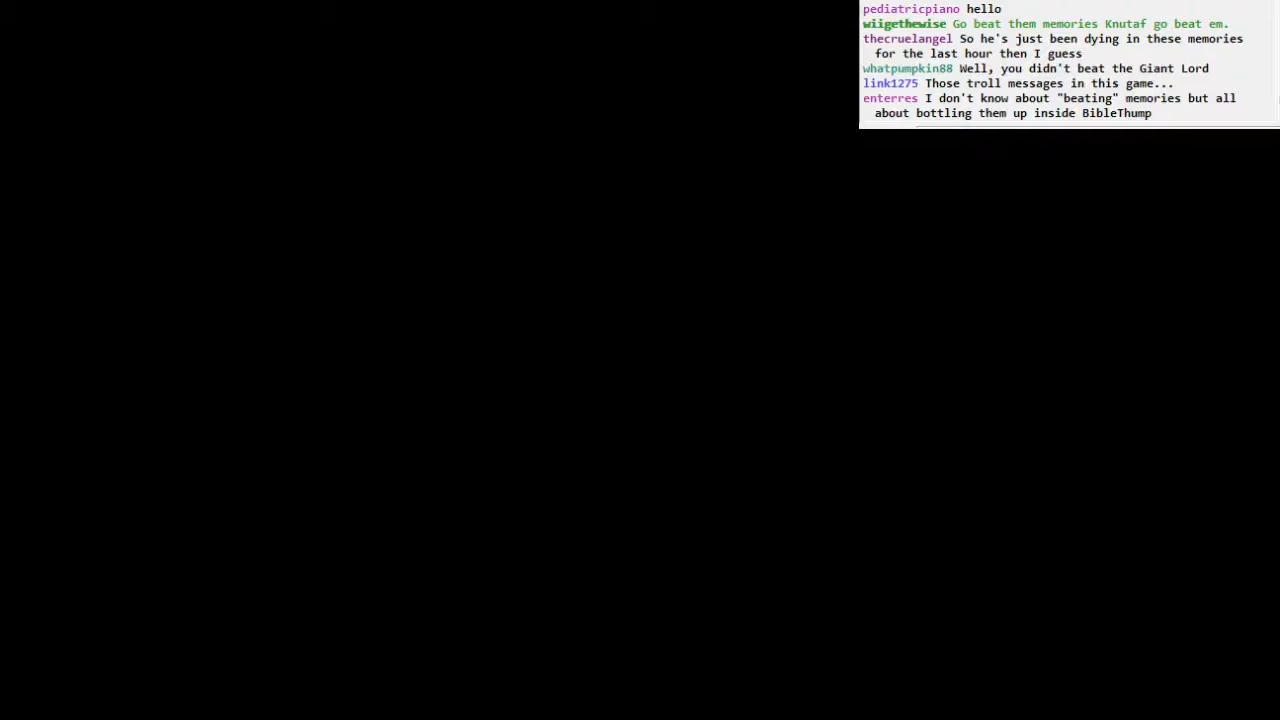 pediatricpiano hello
wiigethewise Go beat them memories Knutaf go beat em.
thecruelangel So he's just been dying in these memories
for the last hour then I guess
whatpumpkin88 Well, you didn't beat the Giant Lord
link1275 Those troll messages in this game...
enterres I don't know about "beating" memories but all
about bottling them up inside BibleThump